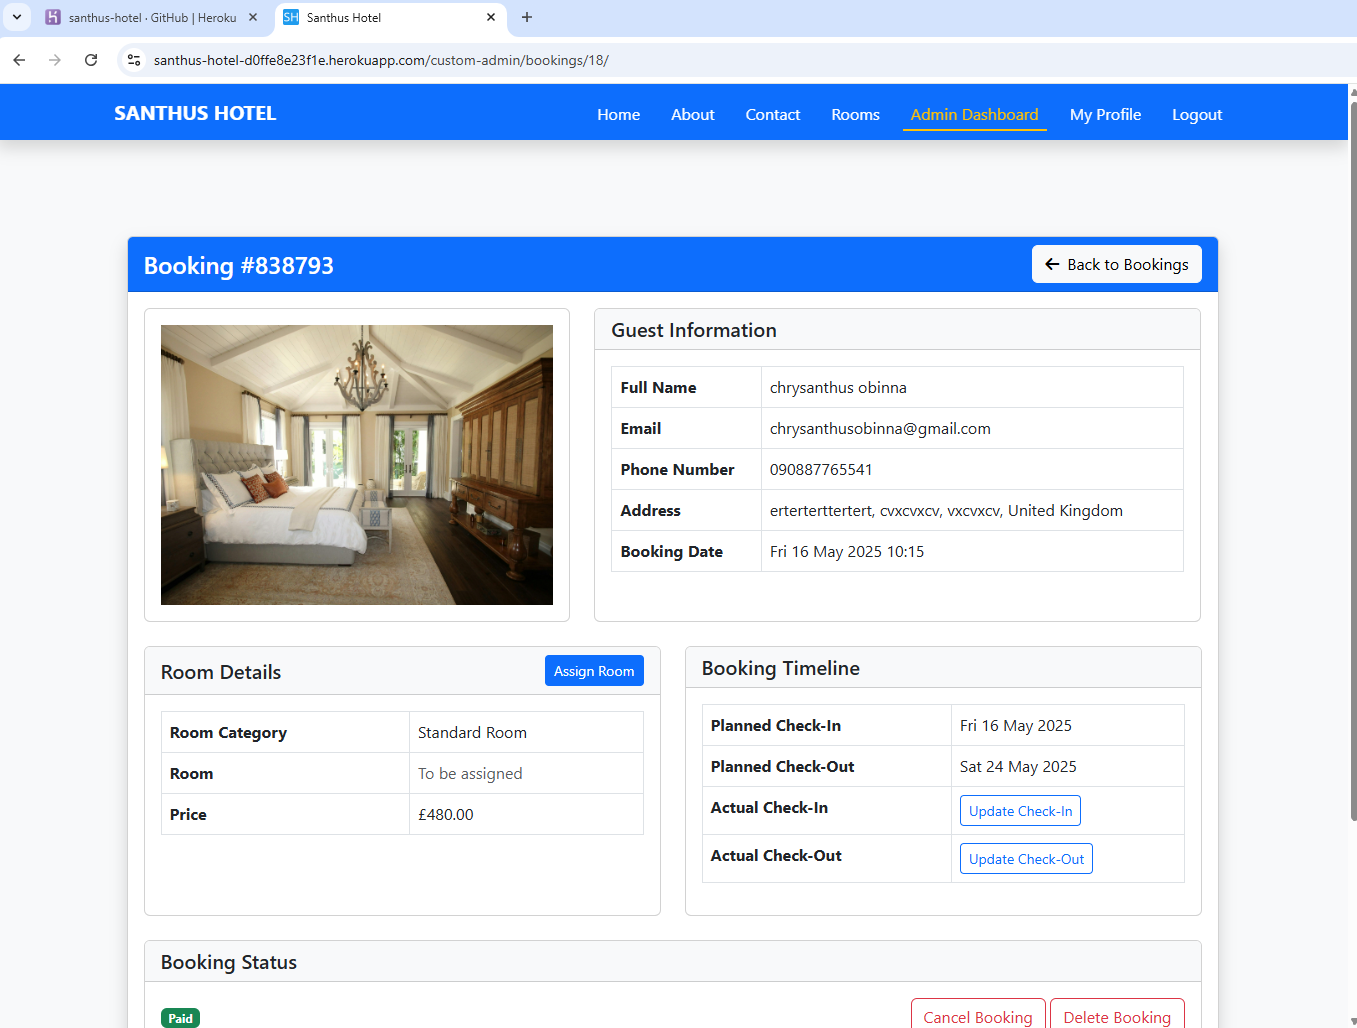 santhus-hotel · GitHub | Heroku
SH Santhus Hotel
santhus-hotel-d0ffe8e23f1e.herokuapp.com/custom-admin/bookings/18/
SANTHUS HOTEL Home About Contact Rooms Admin Dashboard My Profile Logout
Booking #838793 Back to Bookings
Guest Information
Full Name chrysanthus obinna
Email chrysanthusobinna@gmail.com
Phone Number 090887765541
Address erterterttertert, cvxcvxcv, vxcvxcv, United Kingdom
Booking Date Fri 16 May 2025 10:15
Room Details Assign Room
Room Category Standard Room
Room To be assigned
Price £480.00
Booking Timeline
Planned Check-In Fri 16 May 2025
Planned Check-Out Sat 24 May 2025
Actual Check-In Update Check-In
Actual Check-Out Update Check-Out
Booking Status
Paid Cancel Booking Delete Booking